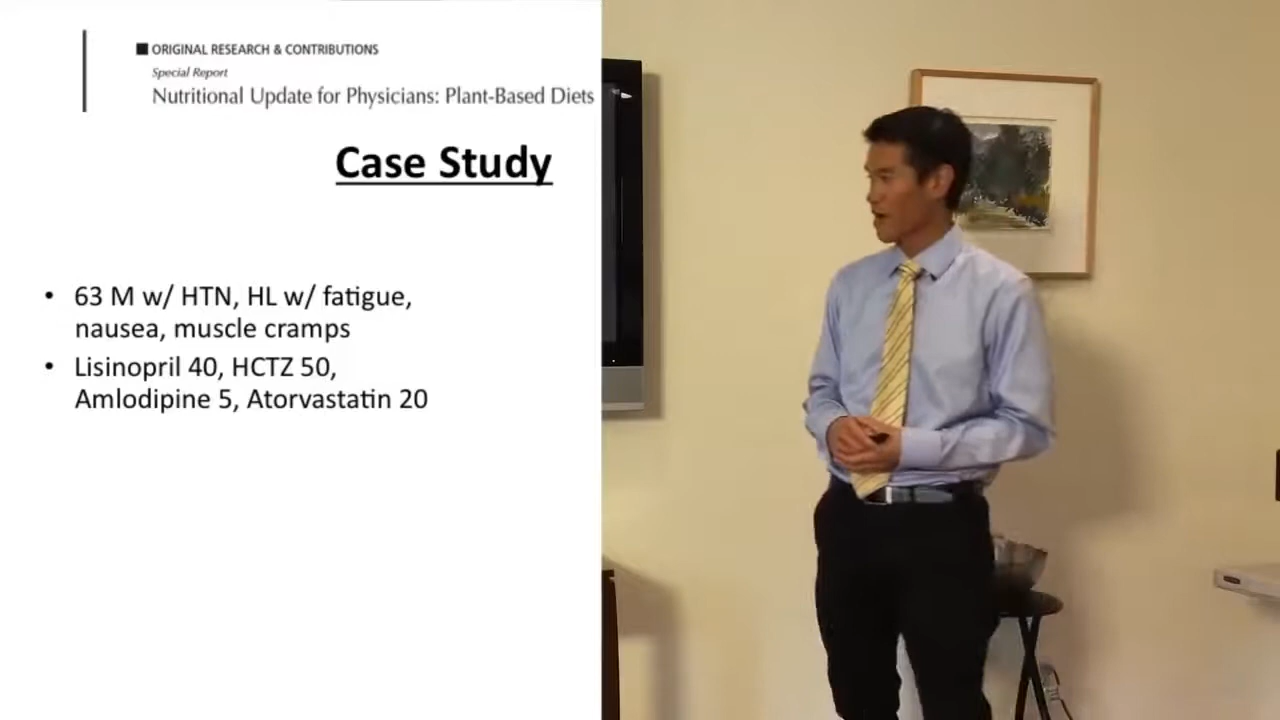 ORIGINAL RESEARCH & CONTRIBUTIONS
Special Report
Nutritional Update for Physicians: Plant-Based Diets
Case Study
• 63 M w/ HTN, HL w/ fatigue,
nausea, muscle cramps
• Lisinopril 40, HCTZ 50,
Amlodipine 5, Atorvastatin 20